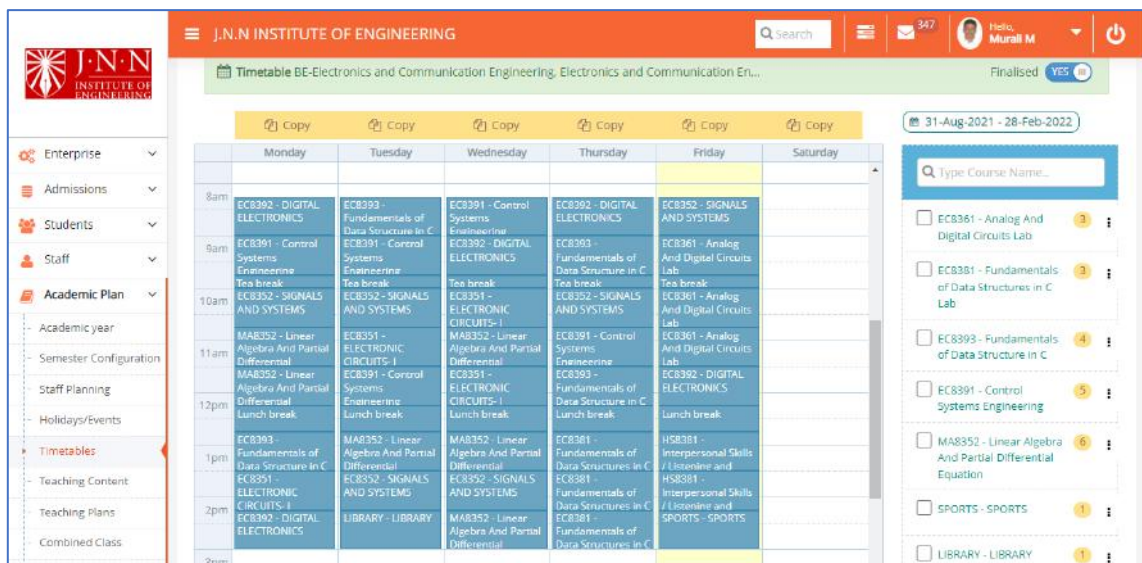 J·N·N
INSTITUTE OF
ENGINEERING
J.N.N INSTITUTE OF ENGINEERING
Search
347
Hello,
Murali M
Timetable BE-Electronics and Communication Engineering, Electronics and Communication En...
Finalised YES
Copy Copy Copy Copy Copy Copy
31-Aug-2021 - 28-Feb-2022
Monday Tuesday Wednesday Thursday Friday Saturday
Enterprise
Admissions
Students
Staff
Academic Plan
Academic year
Semester Configuration
Staff Planning
Holidays/Events
Timetables
Teaching Content
Teaching Plans
Combined Class
8am
9am
10am
11am
12pm
1pm
2pm
3pm
EC8392 - DIGITAL
ELECTRONICS
EC8391 - Control
Systems
Engineering
Tea break
EC8352 - SIGNALS
AND SYSTEMS
MA8352 - Linear
Algebra And Partial
Differential
MA8352 - Linear
Algebra And Partial
Differential
Lunch break
EC8393 -
Fundamentals of
Data Structure in C
EC8351 -
ELECTRONIC
CIRCUITS- I
EC8392 - DIGITAL
ELECTRONICS
EC8393 -
Fundamentals of
Data Structure in C
EC8391 - Control
Systems
Engineering
Tea break
EC8352 - SIGNALS
AND SYSTEMS
EC8351 -
ELECTRONIC
CIRCUITS- I
EC8391 - Control
Systems
Engineering
Lunch break
MA8352 - Linear
Algebra And Partial
Differential
EC8352 - SIGNALS
AND SYSTEMS
LIBRARY - LIBRARY
EC8391 - Control
Systems
Engineering
EC8392 - DIGITAL
ELECTRONICS
Tea break
EC8351 -
ELECTRONIC
CIRCUITS- I
MA8352 - Linear
Algebra And Partial
Differential
EC8351 -
ELECTRONIC
CIRCUITS- I
Lunch break
MA8352 - Linear
Algebra And Partial
Differential
EC8352 - SIGNALS
AND SYSTEMS
MA8352 - Linear
Algebra And Partial
Differential
EC8392 - DIGITAL
ELECTRONICS
EC8393 -
Fundamentals of
Data Structure in C
Tea break
EC8352 - SIGNALS
AND SYSTEMS
EC8391 - Control
Systems
Engineering
EC8393 -
Fundamentals of
Data Structure in C
Lunch break
EC8381 -
Fundamentals of
Data Structures in C
EC8381 -
Fundamentals of
Data Structures in C
EC8381 -
Fundamentals of
Data Structures in C
EC8352 - SIGNALS
AND SYSTEMS
EC8361 - Analog
And Digital Circuits
Lab
Tea break
EC8361 - Analog
And Digital Circuits
Lab
EC8361 - Analog
And Digital Circuits
Lab
EC8392 - DIGITAL
ELECTRONICS
Lunch break
HS8381 -
Interpersonal Skills
/ Listening and
HS8381 -
Interpersonal Skills
/ Listening and
SPORTS - SPORTS
Type Course Name...
EC8361 - Analog And 3
Digital Circuits Lab
EC8381 - Fundamentals 3
of Data Structures in C
Lab
EC8393 - Fundamentals 4
of Data Structure in C
EC8391 - Control 5
Systems Engineering
MA8352 - Linear Algebra 6
And Partial Differential
Equation
SPORTS - SPORTS 1
LIBRARY - LIBRARY 1